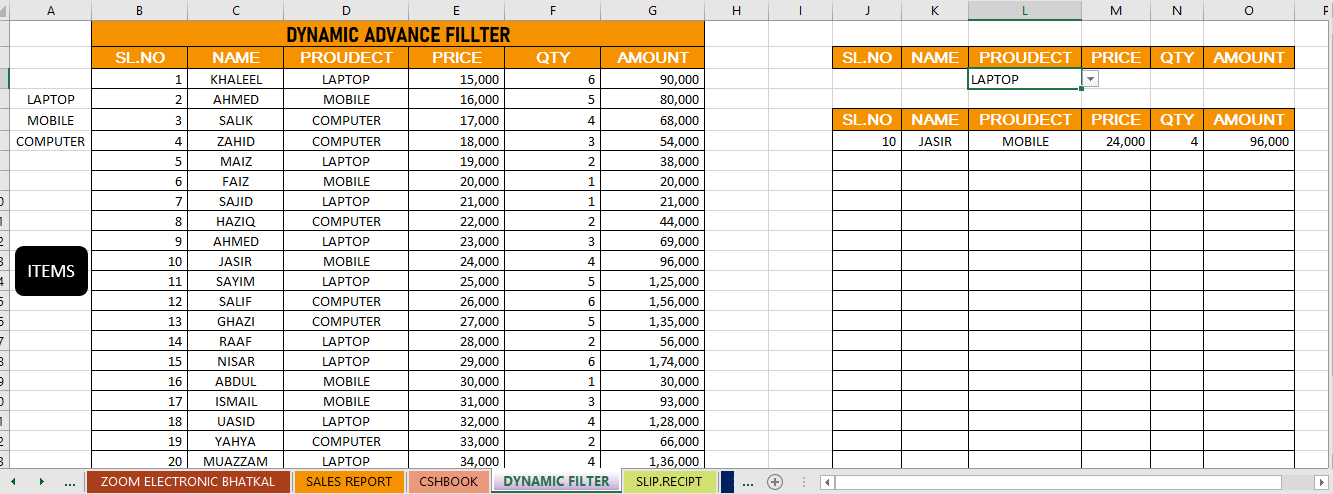 A B C D E F G H I J K L M N O P
DYNAMIC ADVANCE FILLTER
SL.NO NAME PROUDECT PRICE QTY AMOUNT SL.NO NAME PROUDECT PRICE QTY AMOUNT
1 KHALEEL LAPTOP 15,000 6 90,000 LAPTOP
LAPTOP 2 AHMED MOBILE 16,000 5 80,000
MOBILE 3 SALIK COMPUTER 17,000 4 68,000 SL.NO NAME PROUDECT PRICE QTY AMOUNT
COMPUTER 4 ZAHID COMPUTER 18,000 3 54,000 10 JASIR MOBILE 24,000 4 96,000
5 MAIZ LAPTOP 19,000 2 38,000
6 FAIZ MOBILE 20,000 1 20,000
7 SAJID LAPTOP 21,000 1 21,000
8 HAZIQ COMPUTER 22,000 2 44,000
9 AHMED LAPTOP 23,000 3 69,000
ITEMS 10 JASIR MOBILE 24,000 4 96,000
11 SAYIM LAPTOP 25,000 5 1,25,000
12 SALIF COMPUTER 26,000 6 1,56,000
13 GHAZI COMPUTER 27,000 5 1,35,000
14 RAAF LAPTOP 28,000 2 56,000
15 NISAR LAPTOP 29,000 6 1,74,000
16 ABDUL MOBILE 30,000 1 30,000
17 ISMAIL MOBILE 31,000 3 93,000
18 UASID LAPTOP 32,000 4 1,28,000
19 YAHYA COMPUTER 33,000 2 66,000
20 MUAZZAM LAPTOP 34,000 4 1,36,000
... ZOOM ELECTRONIC BHATKAL SALES REPORT CSHBOOK DYNAMIC FILTER SLIP.RECIPT ...